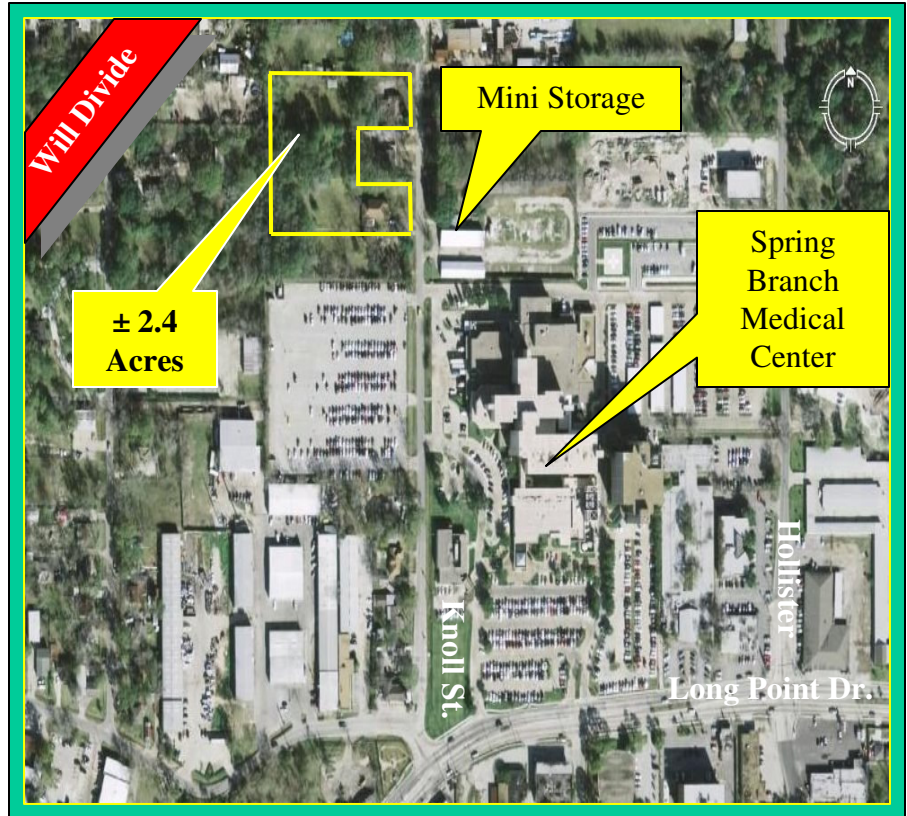 Will Divide
Mini Storage
N
Spring
Branch
Medical
Center
± 2.4
Acres
Hollister
Knoll St.
Long Point Dr.